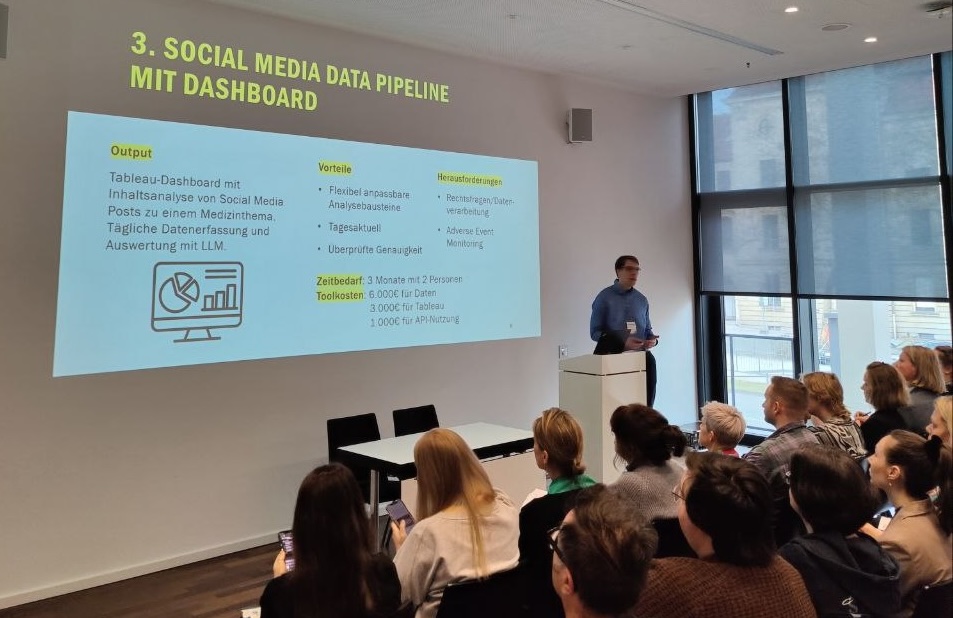 3. SOCIAL MEDIA DATA PIPELINE
MIT DASHBOARD
Output
Tableau-Dashboard mit
Inhaltsanalyse von Social Media
Posts zu einem Medizinthema.
Tägliche Datenerfassung und
Auswertung mit LLM.
Vorteile
• Flexibel anpassbare
Analysebausteine
• Tagesaktuell
• Überprüfte Genauigkeit
Herausforderungen
• Rechtsfragen/Daten-
verarbeitung
• Adverse Event
Monitoring
Zeitbedarf: 3 Monate mit 2 Personen
Toolkosten: 6.000€ für Daten
3.000€ für Tableau
1.000€ für API-Nutzung